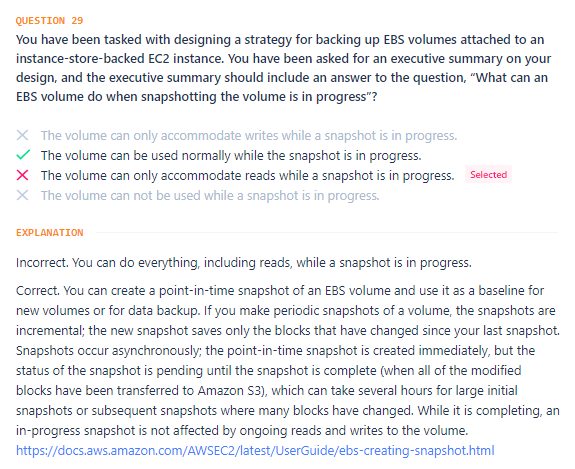 QUESTION 29
You have been tasked with designing a strategy for backing up EBS volumes attached to an
instance-store-backed EC2 instance. You have been asked for an executive summary on your
design, and the executive summary should include an answer to the question, “What can an
EBS volume do when snapshotting the volume is in progress”?
The volume can only accommodate writes while a snapshot is in progress.
The volume can be used normally while the snapshot is in progress.
The volume can only accommodate reads while a snapshot is in progress. Selected
The volume can not be used while a snapshot is in progress.
EXPLANATION
Incorrect. You can do everything, including reads, while a snapshot is in progress.
Correct. You can create a point-in-time snapshot of an EBS volume and use it as a baseline for
new volumes or for data backup. If you make periodic snapshots of a volume, the snapshots are
incremental; the new snapshot saves only the blocks that have changed since your last snapshot.
Snapshots occur asynchronously; the point-in-time snapshot is created immediately, but the
status of the snapshot is pending until the snapshot is complete (when all of the modified
blocks have been transferred to Amazon S3), which can take several hours for large initial
snapshots or subsequent snapshots where many blocks have changed. While it is completing, an
in-progress snapshot is not affected by ongoing reads and writes to the volume.
https://docs.aws.amazon.com/AWSEC2/latest/UserGuide/ebs-creating-snapshot.html